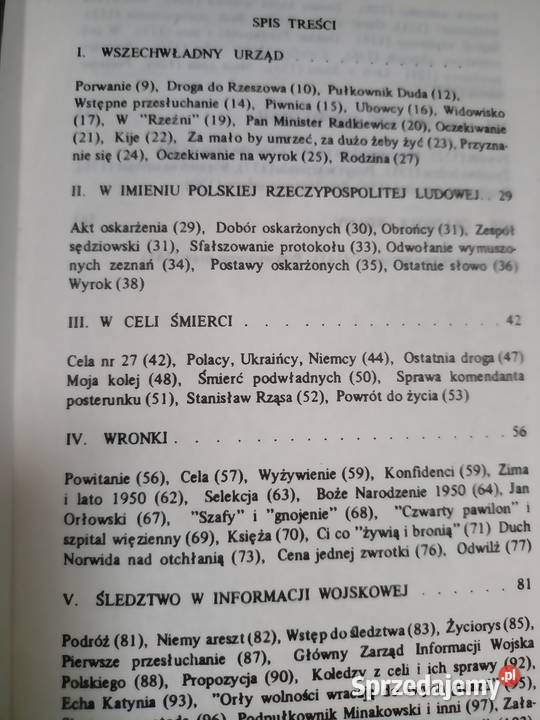 SPIS TREŚCI
I. WSZECHWŁADNY URZĄD . . . . . . . . . . .
Porwanie (9), Droga do Rzeszowa (10), Pułkownik Duda (12),
Wstępne przesłuchanie (14), Piwnica (15), Ubowcy (16), Widowisko
(17), W "Rzeźni" (19), Pan Minister Radkiewicz (20), Oczekiwanie
(21), Kije (22), Za mało by umrzeć, za dużo żeby żyć (23), Przyzna-
nie się (24), Oczekiwanie na wyrok (25), Rodzina (27)
II. W IMIENIU POLSKIEJ RZECZYPOSPOLITEJ LUDOWEJ . . 29
Akt oskarżenia (29), Dobór oskarżonych (30), Obrońcy (31), Zespół
sędziowski (31), Sfałszowanie protokołu (33), Odwołanie wymuszo-
nych zeznań (34), Postawy oskarżonych (35), Ostatnie słowo (36)
Wyrok (38)
III. W CELI ŚMIERCI . . . . . . . . . . . . . 42
Cela nr 27 (42), Polacy, Ukraińcy, Niemcy (44), Ostatnia droga (47)
Moja kolej (48), Śmierć podwładnych (50), Sprawa komendanta
posterunku (51), Stanisław Rząsa (52), Powrót do życia (53)
IV. WRONKI . . . . . . . . . . . . . . . . 56
Powitanie (56), Cela (57), Wyżywienie (59), Konfidenci (59), Zima
i lato 1950 (62), Selekcja (63), Boże Narodzenie 1950 (64), Jan
Orłowski (67), "Szafy" i "gnojenie" (68), "Czwarty pawilon" i
szpital więzienny (69), Księża (70), Ci co "żywią i bronią" (71) Duch
Norwida nad otchłanią (73), Cena jednej zwrotki (76), Odwilż (77)
V. ŚLEDZTWO W INFORMACJI WOJSKOWEJ . . . . . . 81
Podróż (81), Niemy areszt (82), Wstęp do śledztwa (83), Życiorys (85),
Pierwsze przesłuchanie (87), Główny Zarząd Informacji Wojska
Polskiego (88), Propozycja (90), Koledzy z celi i ich sprawy (92),
Echa Katynia (93), "Orły wolności (95),
(96), Podpułkownik Minakowski i inni (97), Zała-
Sprzedajemy.pl